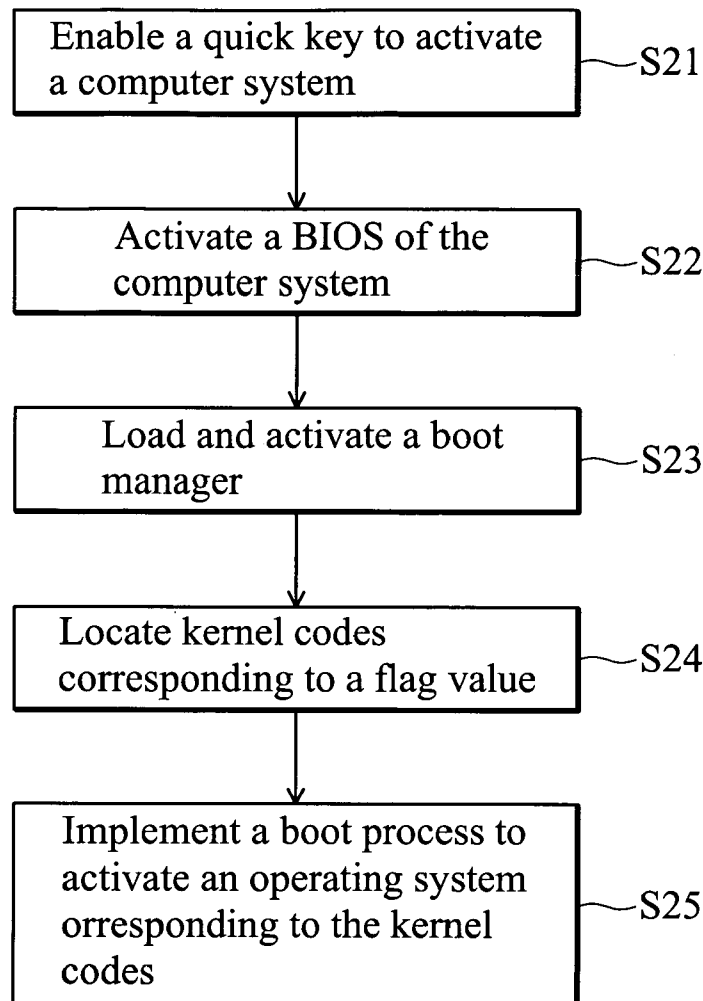 Enable a quick key to activate
a computer system
S21
Activate a BIOS of the
computer system
S22
Load and activate a boot
manager
S23
Locate kernel codes
corresponding to a flag value
S24
Implement a boot process to
activate an operating system
orresponding to the kernel
codes
S25